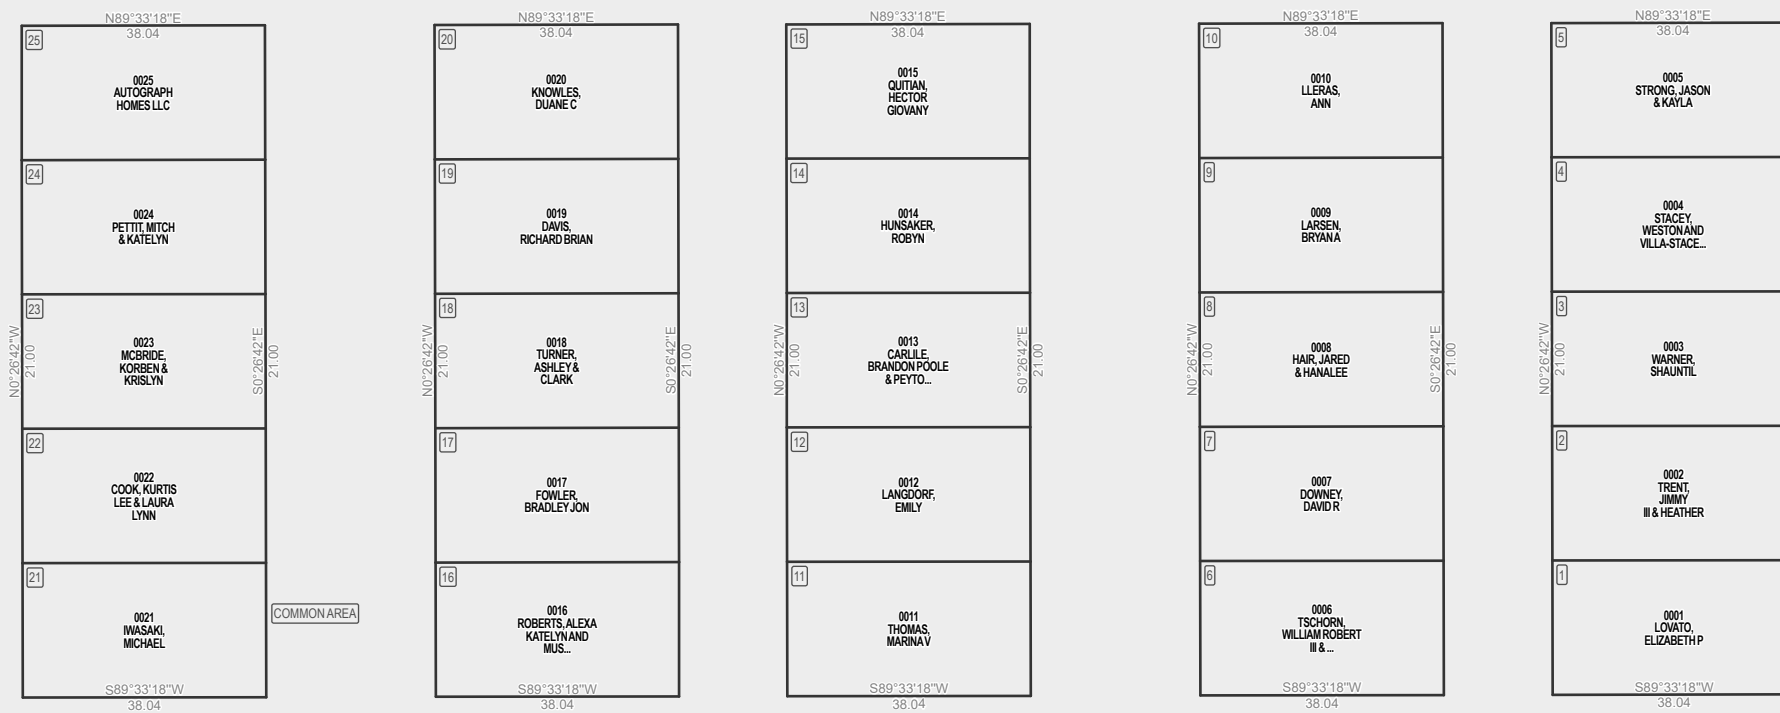 N89°33'18"E
38.04
25
0025
AUTOGRAPH
HOMES LLC
24
0024
PETTIT, MITCH
& KATELYN
23
0023
MCBRIDE,
KORBEN &
KRISLYN
N0°26'42"W
21.00
S0°26'42"E
21.00
22
0022
COOK, KURTIS
LEE & LAURA
LYNN
21
0021
IWASAKI,
MICHAEL
S89°33'18"W
38.04
COMMON AREA
N89°33'18"E
38.04
20
0020
KNOWLES,
DUANE C
19
0019
DAVIS,
RICHARD BRIAN
18
0018
TURNER,
ASHLEY &
CLARK
N0°26'42"W
21.00
S0°26'42"E
21.00
17
0017
FOWLER,
BRADLEY JON
16
0016
ROBERTS, ALEXA
KATELYN AND
MUS...
S89°33'18"W
38.04
N89°33'18"E
38.04
15
0015
QUITIAN,
HECTOR
GIOVANY
14
0014
HUNSAKER,
ROBYN
13
0013
CARLILE,
BRANDON POOLE
& PEYTO...
N0°26'42"W
21.00
S0°26'42"E
21.00
12
0012
LANGDORF,
EMILY
11
0011
THOMAS,
MARINA V
S89°33'18"W
38.04
N89°33'18"E
38.04
10
0010
LLERAS,
ANN
9
0009
LARSEN,
BRYAN A
8
0008
HAIR, JARED
& HANALEE
N0°26'42"W
21.00
S0°26'42"E
21.00
7
0007
DOWNEY,
DAVID R
6
0006
TSCHORN,
WILLIAM ROBERT
III & ...
S89°33'18"W
38.04
N89°33'18"E
38.04
5
0005
STRONG, JASON
& KAYLA
4
0004
STACEY,
WESTON AND
VILLA-STACE...
3
0003
WARNER,
SHAUNTIL
N0°26'42"W
21.00
2
0002
TRENT,
JIMMY
III & HEATHER
1
0001
LOVATO,
ELIZABETH P
S89°33'18"W
38.04